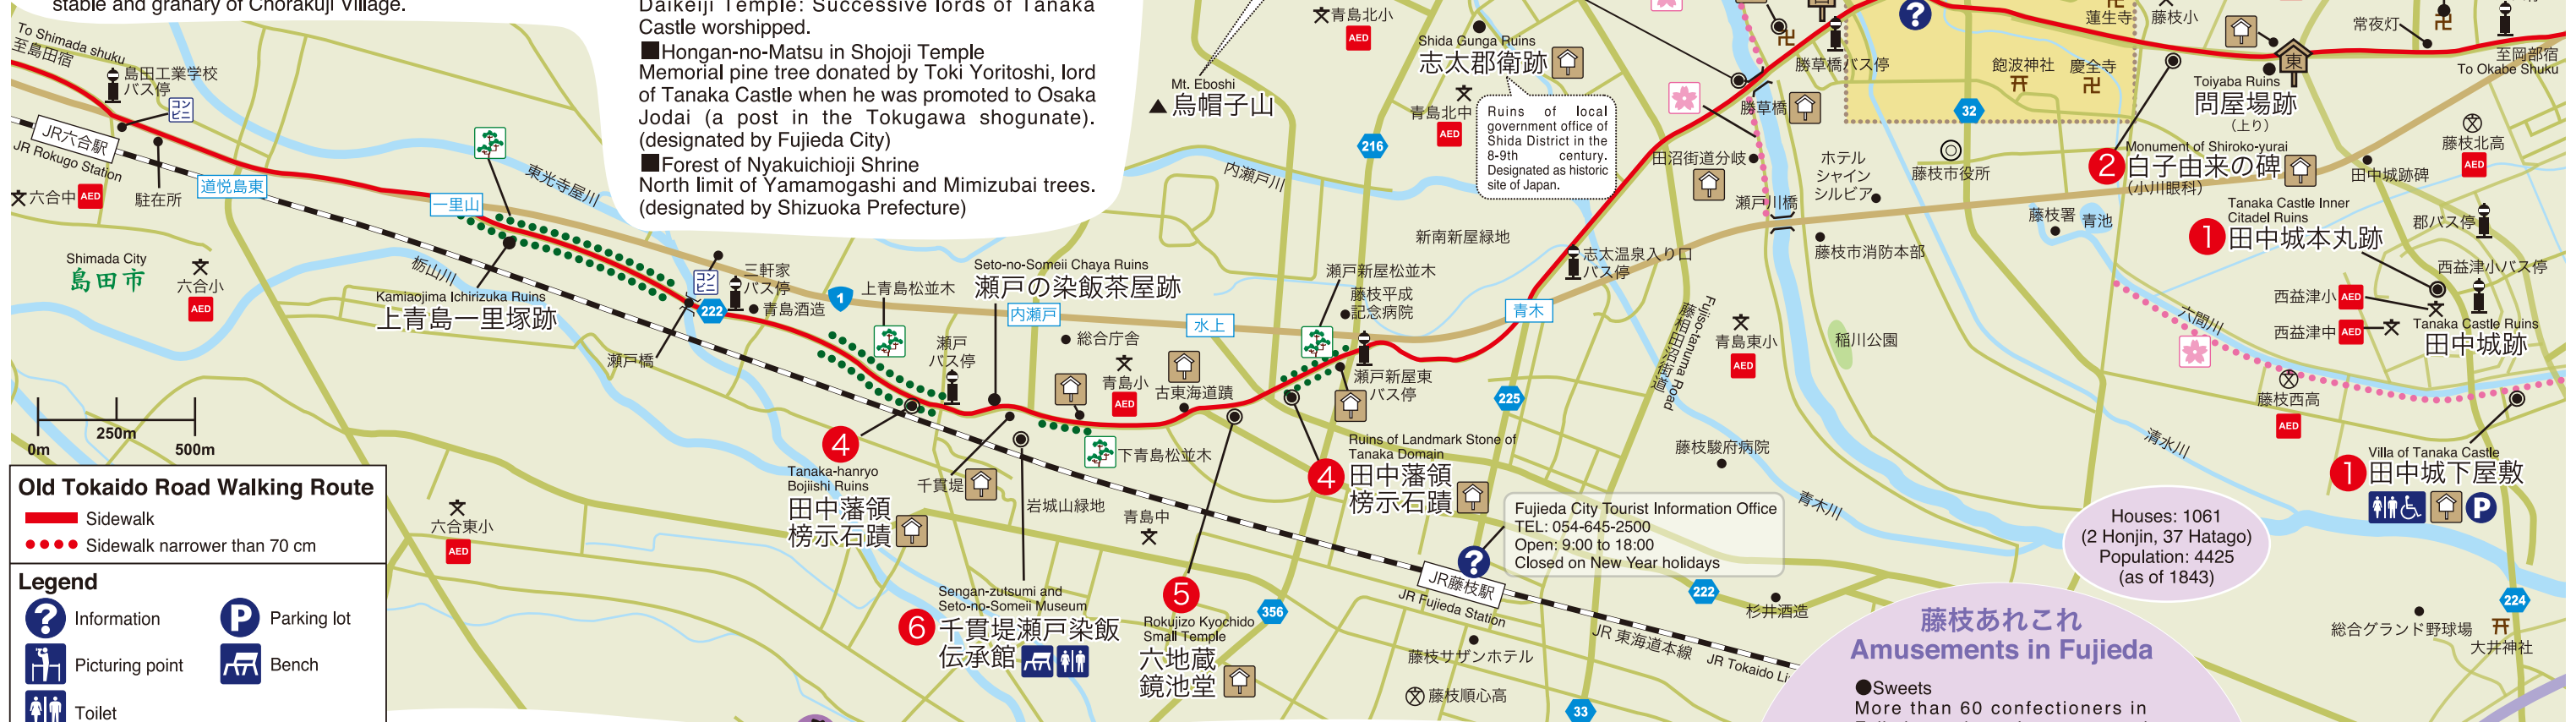 stable and granary of Chorakuji Village.
Daikeiji Temple: Successive lords of Tanaka
Castle worshipped.
■Hongan-no-Matsu in Shojoji Temple
Memorial pine tree donated by Toki Yoritoshi, lord
of Tanaka Castle when he was promoted to Osaka
Jodai (a post in the Tokugawa shogunate).
(designated by Fujieda City)
■Forest of Nyakuichioji Shrine
North limit of Yamamogashi and Mimizubai trees.
(designated by Shizuoka Prefecture)
To Shimada shuku
至島田宿
島田工業学校
バス停
コン
ビニ
JR六合駅
JR Rokugo Station
六合中
AED
駐在所
道悦島東
一里山
東光寺屋川
栃山川
Shimada City
島田市
六合小
AED
Kamiaojima Ichirizuka Ruins
上青島一里塚跡
コン
ビニ
222
三軒家
バス停
青島酒造
瀬戸橋
1
上青島松並木
瀬戸
バス停
Seto-no-Someii Chaya Ruins
瀬戸の染飯茶屋跡
内瀬戸
総合庁舎
青島小
AED
水上
古東海道蹟
下青島松並木
千貫堤
岩城山緑地
青島中
4
Tanaka-hanryo
Bojiishi Ruins
田中藩領
榜示石蹟
六合東小
AED
6
Sengan-zutsumi and
Seto-no-Someii Museum
千貫堤瀬戸染飯
伝承館
5
Rokujizo Kyochido
Small Temple
六地蔵
鏡池堂
356
Mt. Eboshi
▲烏帽子山
内瀬戸川
青島北小
AED
216
Shida Gunga Ruins
志太郡衙跡
青島北中
AED
Ruins of local
government office of
Shida District in the
8-9th century.
Designated as historic
site of Japan.
新南新屋緑地
瀬戸新屋松並木
藤枝平成
記念病院
瀬戸新屋東
バス停
4
Ruins of Landmark Stone of
Tanaka Domain
田中藩領
榜示石蹟
青木
225
志太温泉入り口
バス停
田沼街道分岐
勝草橋バス停
勝草橋
瀬戸川橋
ホテル
シャイン
シルビア
藤枝市消防本部
藤枝市役所
Fujiso-tanuma Road
藤相田沼街道
青島東小
AED
稲川公園
藤枝駿府病院
青木川
Fujieda City Tourist Information Office
TEL: 054-645-2500
Open: 9:00 to 18:00
Closed on New Year holidays
?
JR藤枝駅
JR Fujieda Station
JR 東海道本線
222
杉井酒造
藤枝サザンホテル
藤枝順心高
33
?
蓮生寺
藤枝小
飽波神社
慶全寺
32
常夜灯
至岡部宿
To Okabe Shuku
東
Toiyaba Ruins
問屋場跡
(上り)
2
Monument of Shiroko-yurai
白子由来の碑
(小川眼科)
藤枝北高
AED
田中城跡碑
藤枝署
青池
1
Tanaka Castle Inner
Citadel Ruins
田中城本丸跡
郡バス停
西益津小バス停
西益津小
AED
西益津中
AED
Tanaka Castle Ruins
田中城跡
六間川
藤枝西高
AED
清水川
1
Villa of Tanaka Castle
田中城下屋敷
P
Houses: 1061
(2 Honjin, 37 Hatago)
Population: 4425
(as of 1843)
224
総合グランド野球場
大井神社
藤枝あれこれ
Amusements in Fujieda
●Sweets
More than 60 confectioners in
0m
250m
500m
Old Tokaido Road Walking Route
Sidewalk
Sidewalk narrower than 70 cm
Legend
?
Information
P
Parking lot
Picturing point
Bench
Toilet